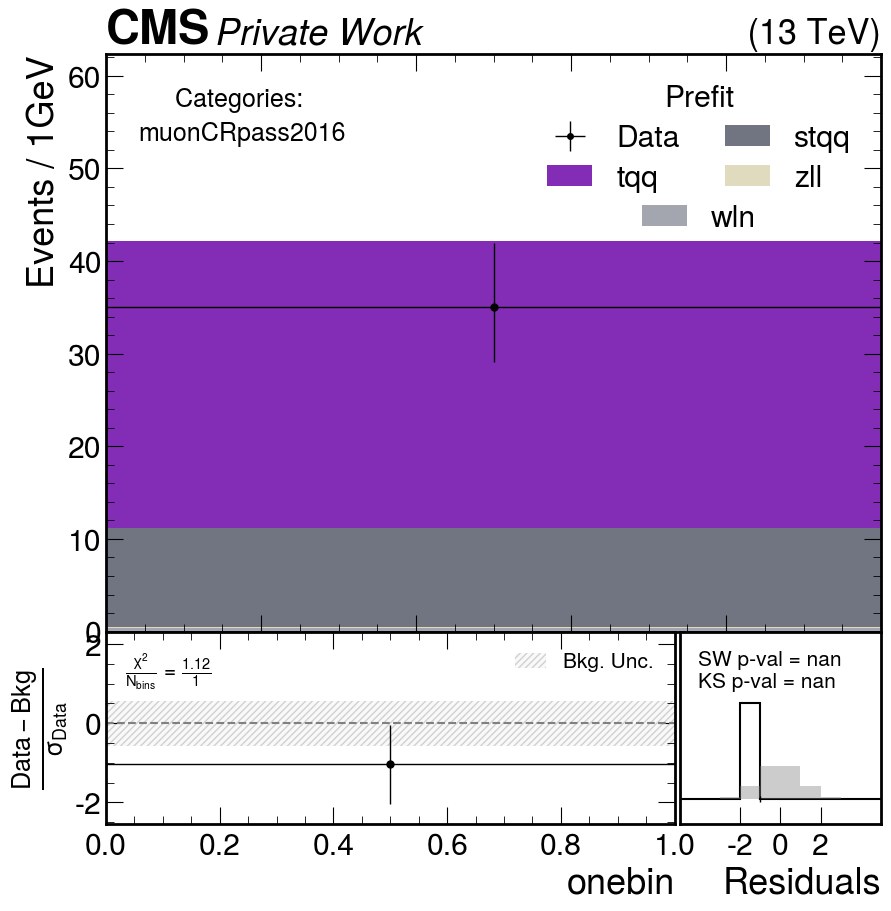 CMS Private Work (13 TeV)
Events / 1GeV
60
50
40
30
20
10
0
Categories:
muonCRpass2016
Prefit
Data stqq
tqq zll
wln
Data – Bkg
σData
2
0
-2
χ²
Nbins
= 1.12
1
Bkg. Unc.
SW p-val = nan
KS p-val = nan
0.0 0.2 0.4 0.6 0.8 1.0 -2 0 2
onebin Residuals